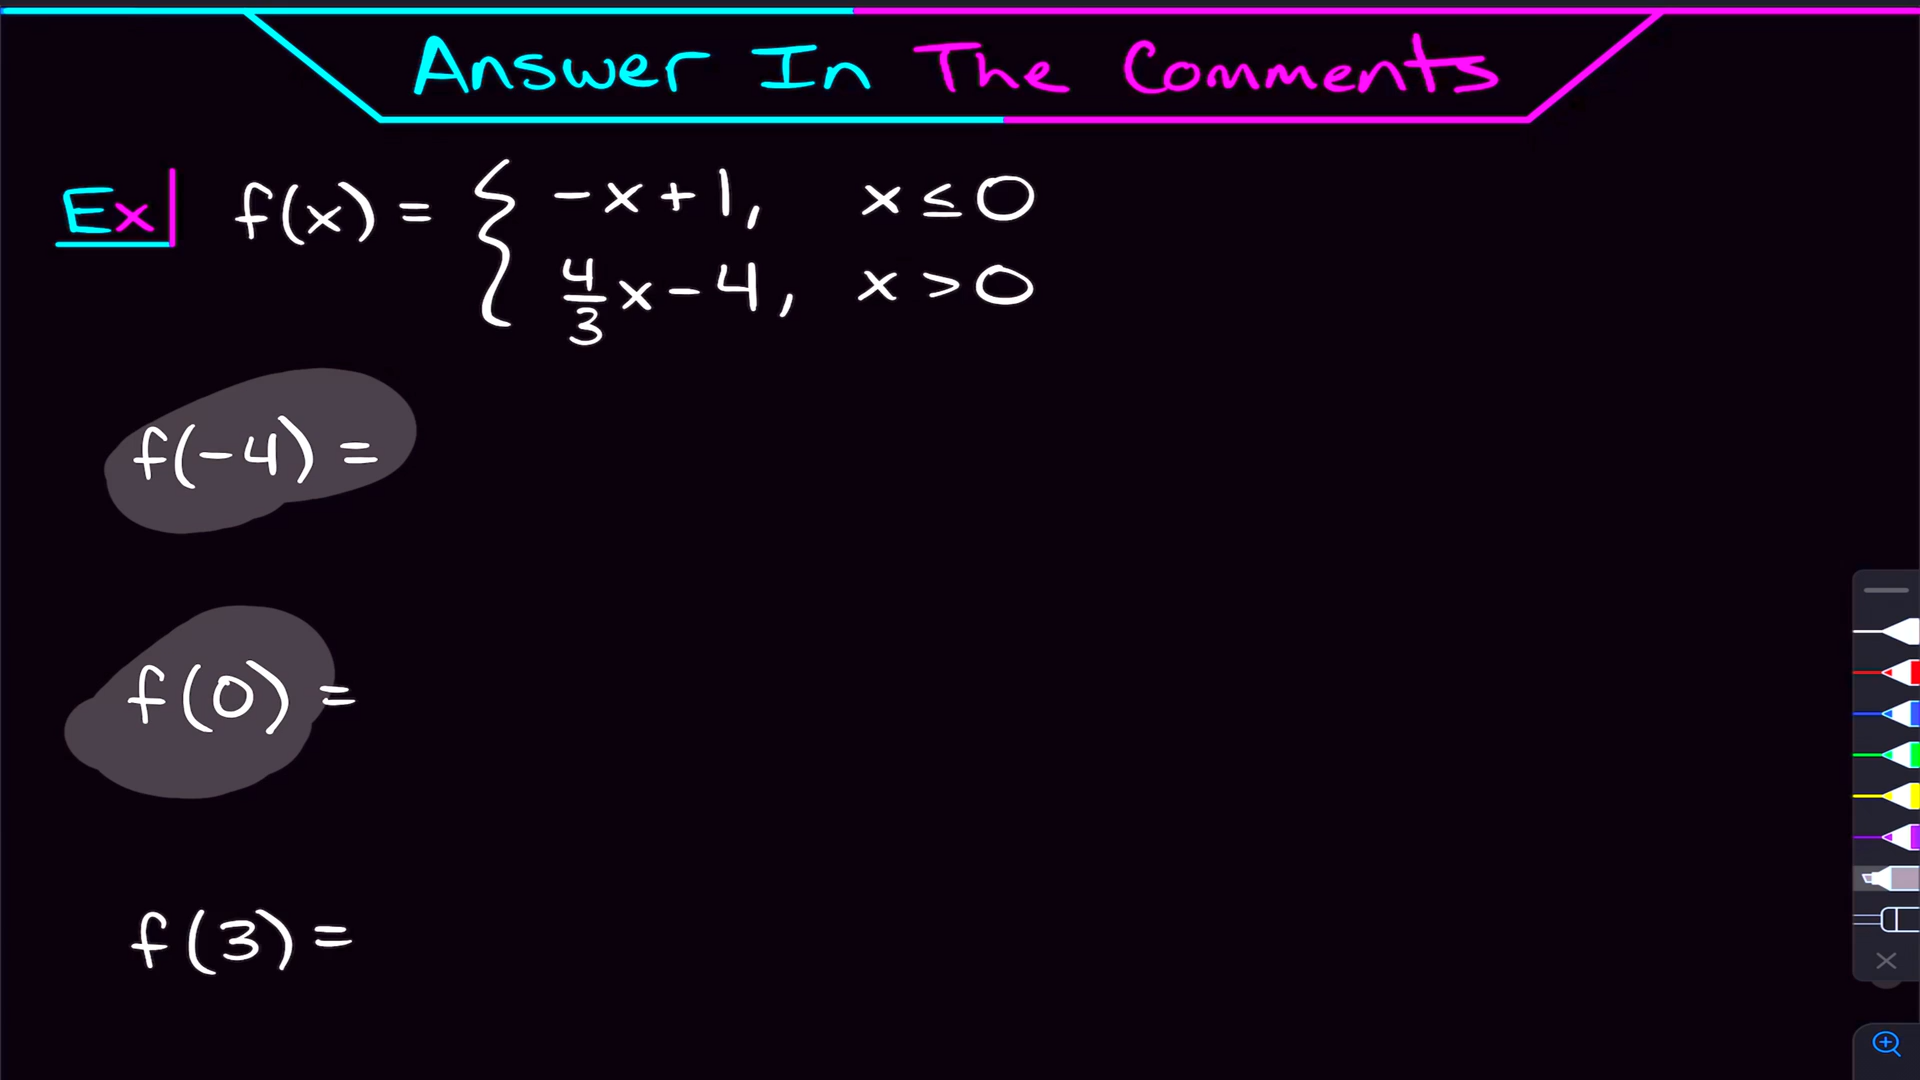 Answer In The Comments
Ex f(x) = { -x+1, x ≤ 0
4/3x - 4, x > 0
f(-4) =
f(0) =
f(3) =